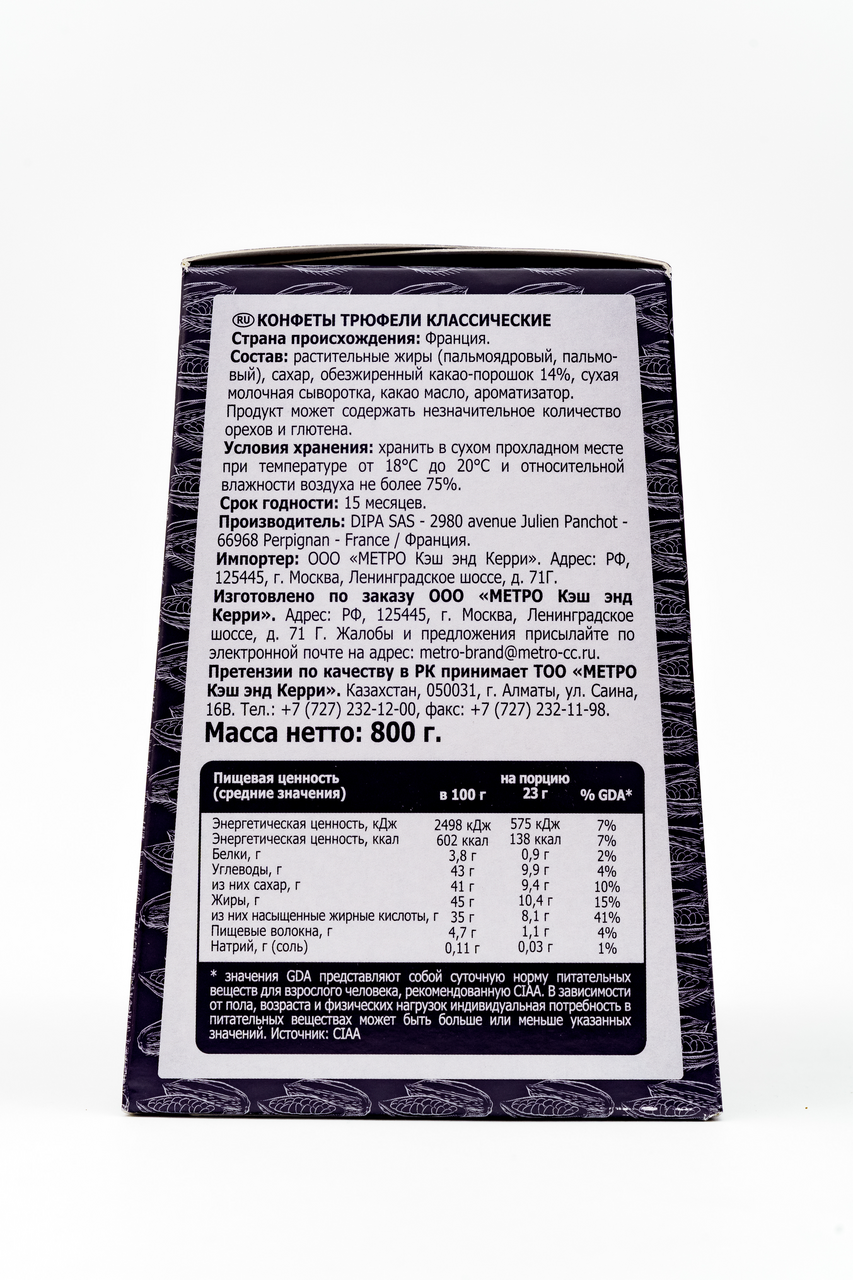 RU КОНФЕТЫ ТРЮФЕЛИ КЛАССИЧЕСКИЕ
Страна происхождения: Франция.
Состав: растительные жиры (пальмоядровый, пальмо-
вый), сахар, обезжиренный какао-порошок 14%, сухая
молочная сыворотка, какао масло, ароматизатор.
Продукт может содержать незначительное количество
орехов и глютена.
Условия хранения: хранить в сухом прохладном месте
при температуре от 18°C до 20°C и относительной
влажности воздуха не более 75%.
Срок годности: 15 месяцев.
Производитель: DIPA SAS - 2980 avenue Julien Panchot -
66968 Perpignan - France / Франция.
Импортер: ООО «МЕТРО Кэш энд Керри». Адрес: РФ,
125445, г. Москва, Ленинградское шоссе, д. 71Г.
Изготовлено по заказу ООО «МЕТРО Кэш энд
Керри». Адрес: РФ, 125445, г. Москва, Ленинградское
шоссе, д. 71 Г. Жалобы и предложения присылайте по
электронной почте на адрес: metro-brand@metro-cc.ru.
Претензии по качеству в РК принимает ТОО «МЕТРО
Кэш энд Керри». Казахстан, 050031, г. Алматы, ул. Саина,
16В. Тел.: +7 (727) 232-12-00, факс: +7 (727) 232-11-98.
Масса нетто: 800 г.
Пищевая ценность (средние значения) в 100 г на порцию 23 г % GDA*
Энергетическая ценность, кДж 2498 кДж 575 кДж 7%
Энергетическая ценность, ккал 602 ккал 138 ккал 7%
Белки, г 3,8 г 0,9 г 2%
Углеводы, г 43 г 9,9 г 4%
из них сахар, г 41 г 9,4 г 10%
Жиры, г 45 г 10,4 г 15%
из них насыщенные жирные кислоты, г 35 г 8,1 г 41%
Пищевые волокна, г 4,7 г 1,1 г 4%
Натрий, г (соль) 0,11 г 0,03 г 1%
* значения GDA представляют собой суточную норму питательных
веществ для взрослого человека, рекомендованную CIAA. В зависимости
от пола, возраста и физических нагрузок индивидуальная потребность в
питательных веществах может быть больше или меньше указанных
значений. Источник: CIAA